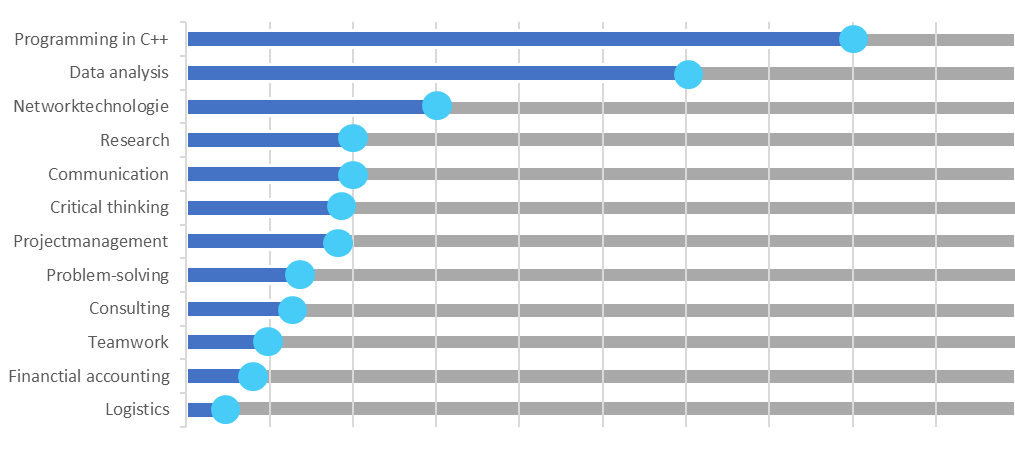 Programming in C++
Data analysis
Networktechnologie
Research
Communication
Critical thinking
Projectmanagement
Problem-solving
Consulting
Teamwork
Financtial accounting
Logistics